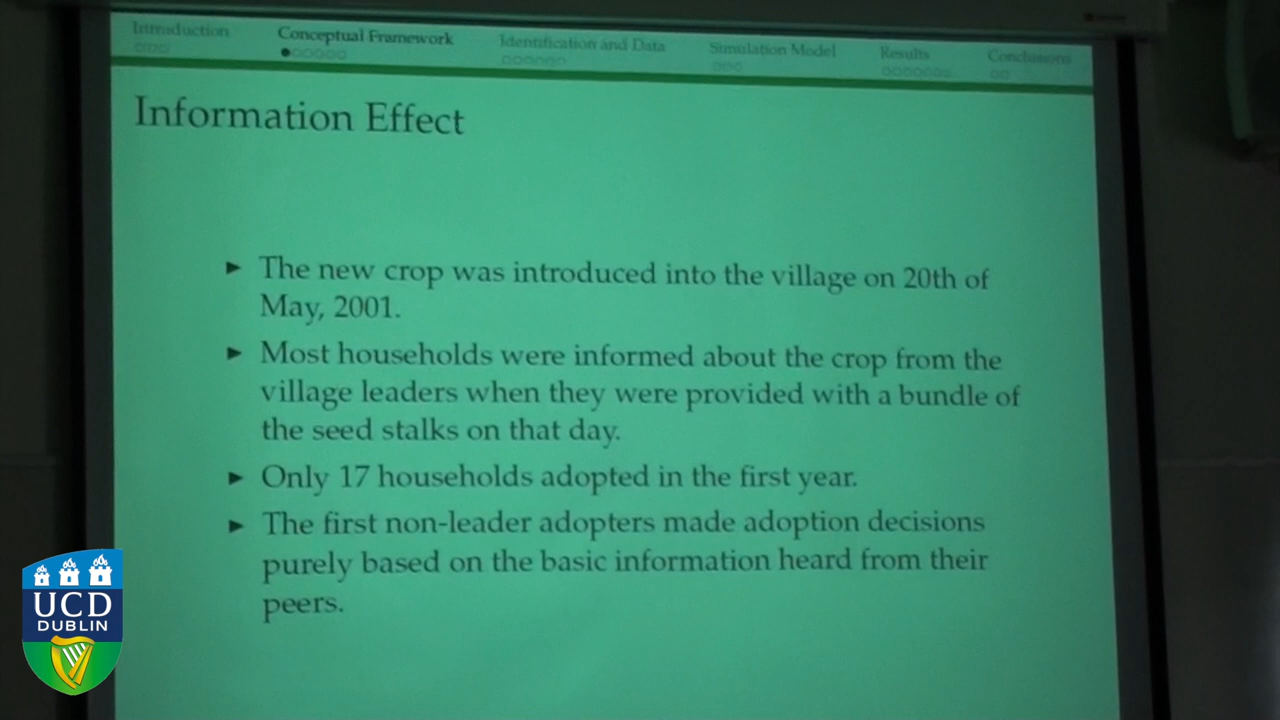 Introduction
Conceptual Framework
Identification and Data
Simulation Model
Results
Conclusions
Information Effect
► The new crop was introduced into the village on 20th of
May, 2001.
► Most households were informed about the crop from the
village leaders when they were provided with a bundle of
the seed stalks on that day.
► Only 17 households adopted in the first year.
► The first non-leader adopters made adoption decisions
purely based on the basic information heard from their
peers.
UCD
DUBLIN